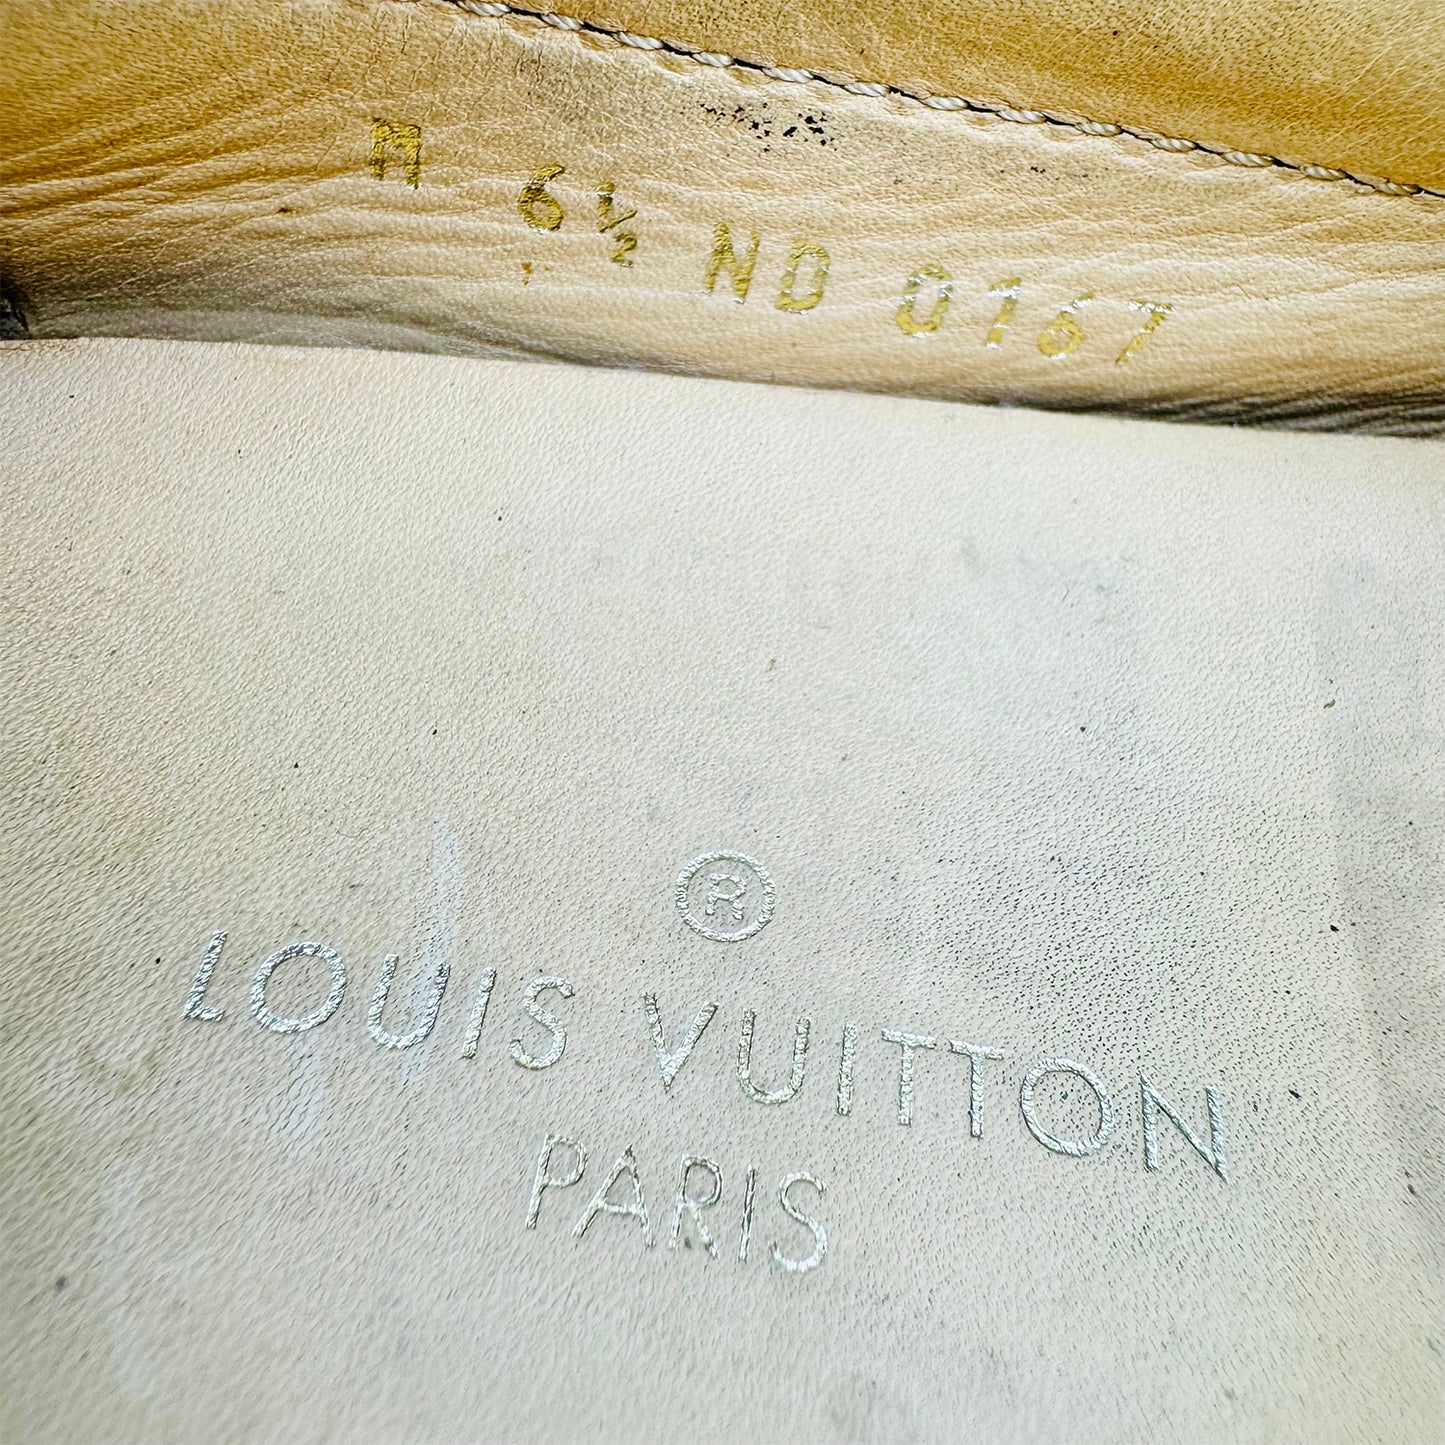 M 6½ ND 0167
®
LOUIS VUITTON
PARIS